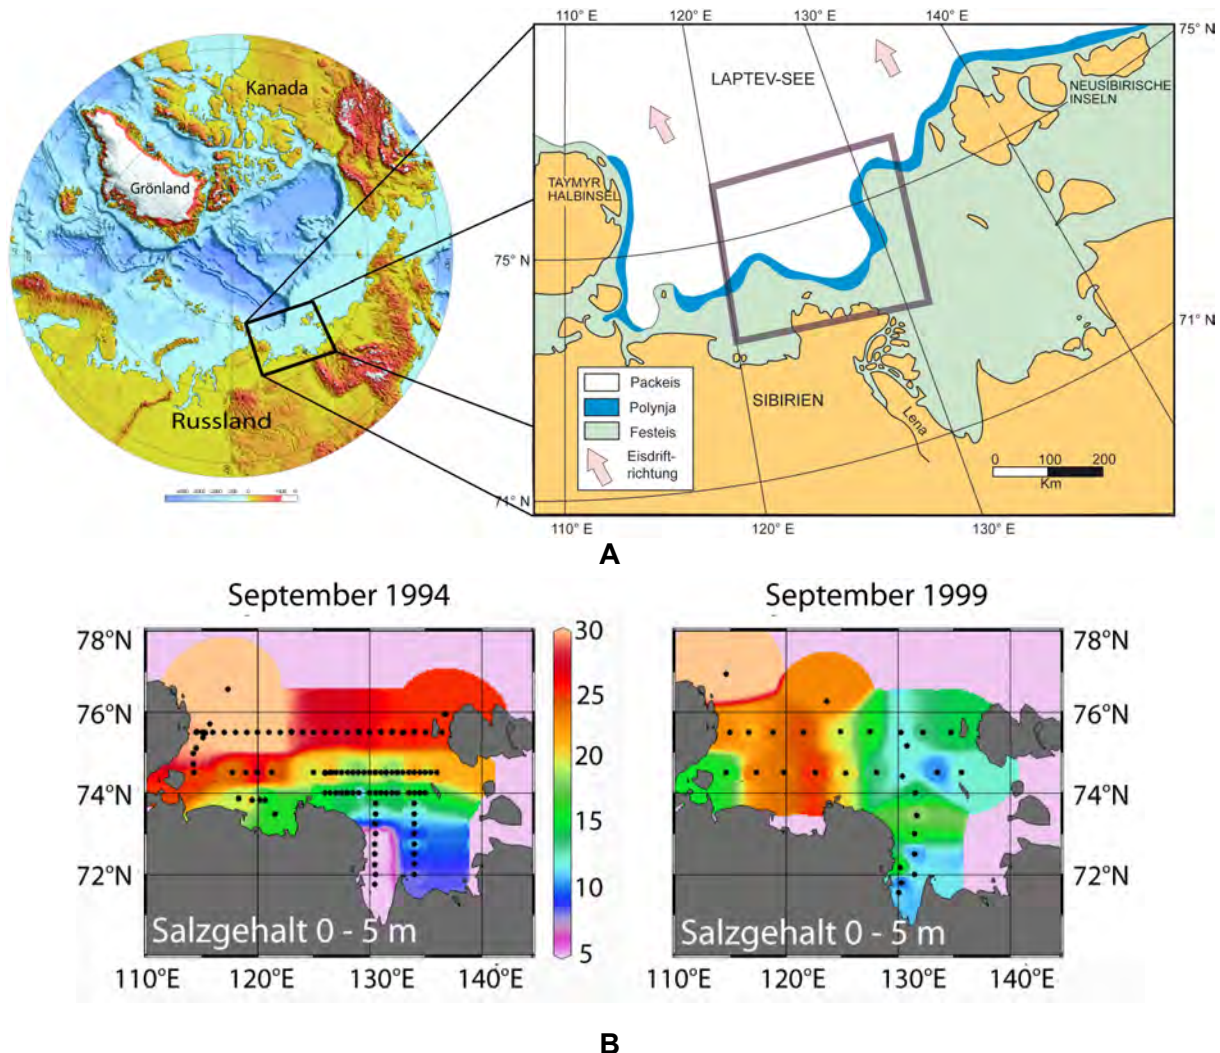 Kanada
Grönland
Russland
110° E
120° E
130° E
140° E
75° N
LAPTEV-SEE
NEUSIBIRISCHE
INSELN
TAYMYR
HALBINSEL
75° N
71° N
Packeis
Polynja
Festeis
Eisdrift-
richtung
SIBIRIEN
Lena
0 100 200
Km
71° N
110° E
120° E
130° E
A
September 1994
September 1999
78°N
76°N
74°N
72°N
30
25
20
15
10
5
78°N
76°N
74°N
72°N
Salzgehalt 0 - 5 m
Salzgehalt 0 - 5 m
110°E 120°E 130°E 140°E
110°E 120°E 130°E 140°E
B